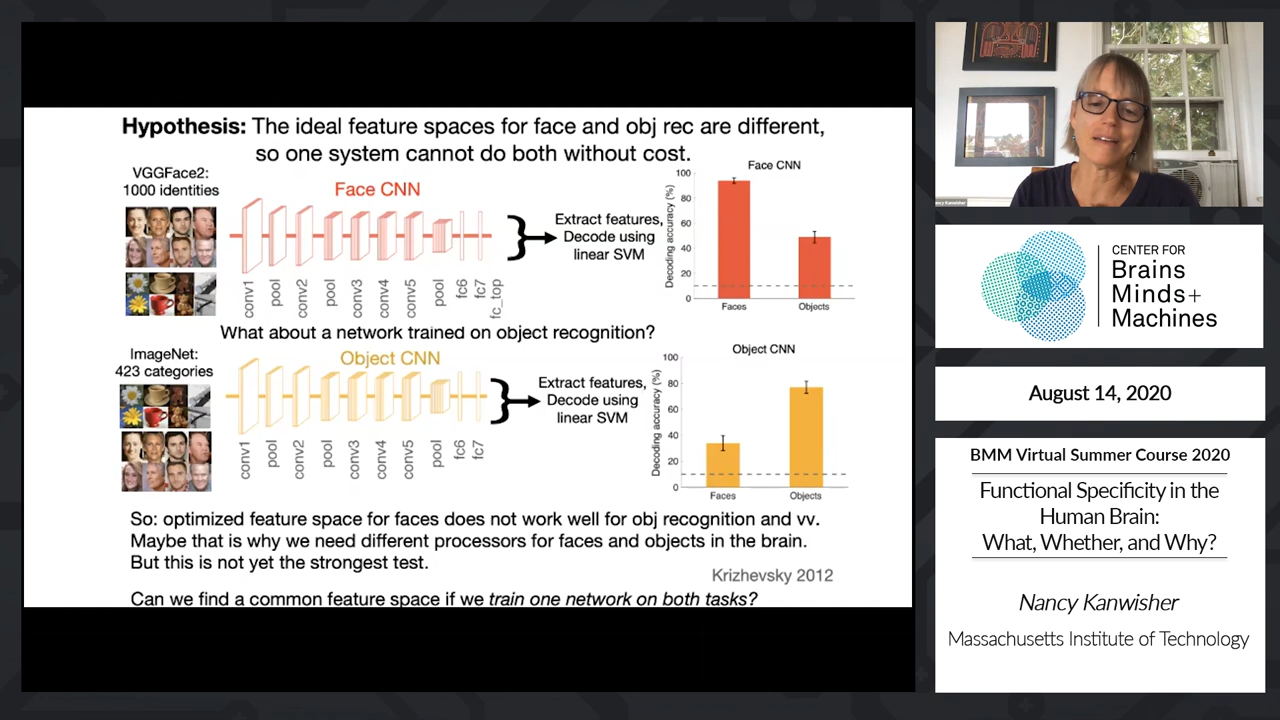 Hypothesis: The ideal feature spaces for face and obj rec are different,
so one system cannot do both without cost.
VGGFace2:
1000 identities
Face CNN
conv1
pool
conv2
pool
conv3
conv4
conv5
pool
fc6
fc7
fc_top
Extract features,
Decode using
linear SVM
Face CNN
Decoding accuracy (%)
100
80
60
40
20
0
Faces
Objects
What about a network trained on object recognition?
ImageNet:
423 categories
Object CNN
conv1
pool
conv2
pool
conv3
conv4
conv5
pool
fc6
fc7
Extract features,
Decode using
linear SVM
Object CNN
Decoding accuracy (%)
100
80
60
40
20
0
Faces
Objects
So: optimized feature space for faces does not work well for obj recognition and vv.
Maybe that is why we need different processors for faces and objects in the brain.
But this is not yet the strongest test.
Krizhevsky 2012
Can we find a common feature space if we train one network on both tasks?
Nancy Kanwisher
CENTER FOR
Brains
Minds+
Machines
August 14, 2020
BMM Virtual Summer Course 2020
Functional Specificity in the
Human Brain:
What, Whether, and Why?
Nancy Kanwisher
Massachusetts Institute of Technology